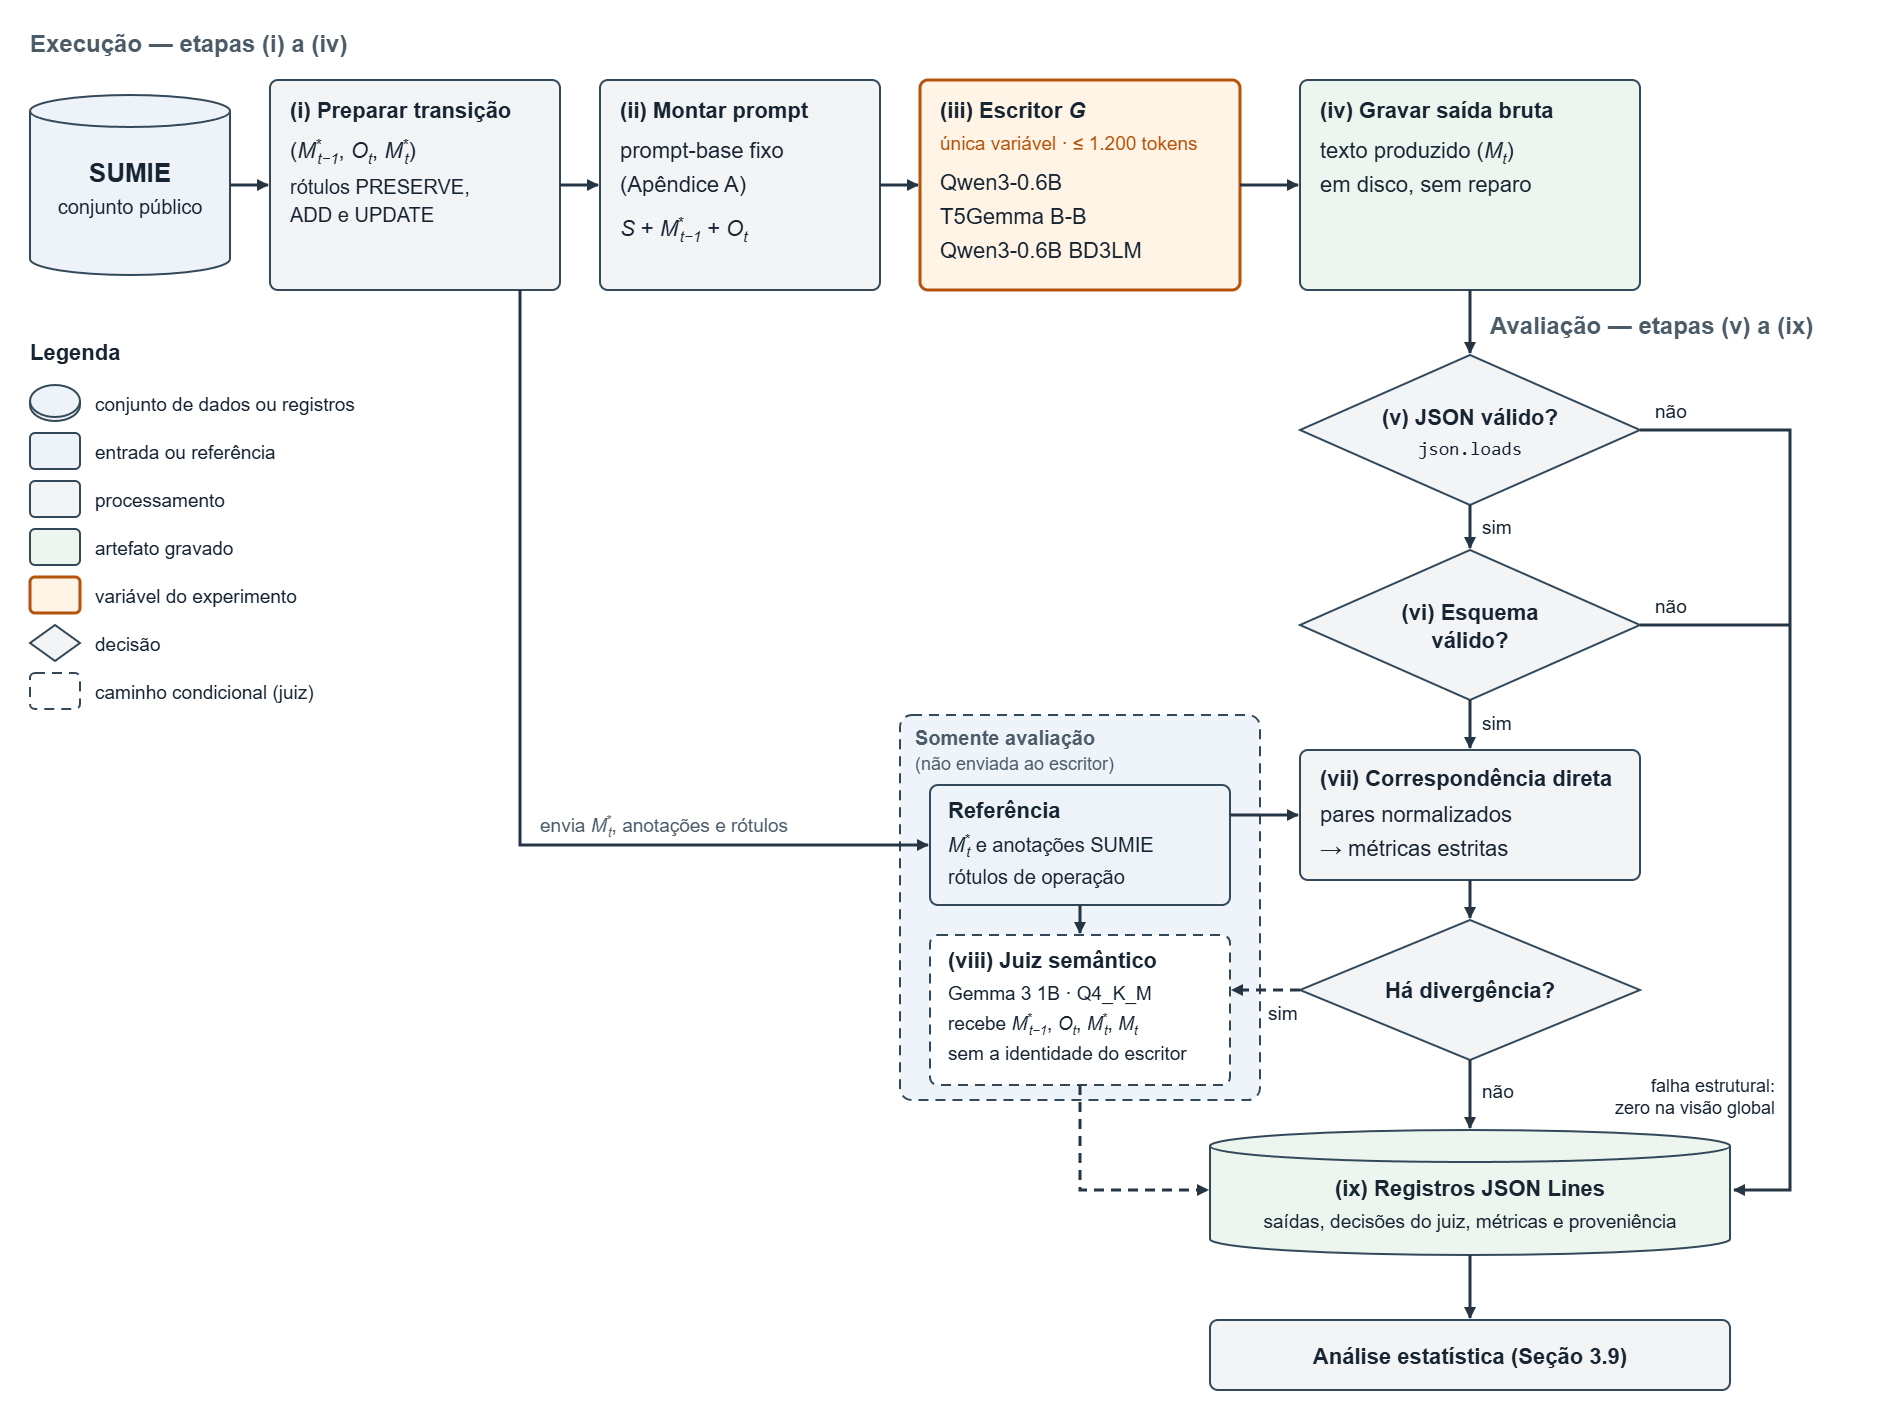 Execução — etapas (i) a (iv)
SUMIE
conjunto público
(i) Preparar transição
(M*t−1, Ot, M*t)
rótulos PRESERVE,
ADD e UPDATE
(ii) Montar prompt
prompt-base fixo
(Apêndice A)
S + M*t−1 + Ot
(iii) Escritor G
única variável · ≤ 1.200 tokens
Qwen3-0.6B
T5Gemma B-B
Qwen3-0.6B BD3LM
(iv) Gravar saída bruta
texto produzido (Mt)
em disco, sem reparo
Avaliação — etapas (v) a (ix)
Legenda
conjunto de dados ou registros
entrada ou referência
processamento
artefato gravado
variável do experimento
decisão
caminho condicional (juiz)
(v) JSON válido?
json.loads
não
sim
(vi) Esquema
válido?
não
sim
Somente avaliação
(não enviada ao escritor)
envia M*t, anotações e rótulos
Referência
M*t e anotações SUMIE
rótulos de operação
(vii) Correspondência direta
pares normalizados
→ métricas estritas
(viii) Juiz semântico
Gemma 3 1B · Q4_K_M
recebe M*t−1, Ot, M*t, Mt
sem a identidade do escritor
sim
Há divergência?
não
falha estrutural:
zero na visão global
(ix) Registros JSON Lines
saídas, decisões do juiz, métricas e proveniência
Análise estatística (Seção 3.9)